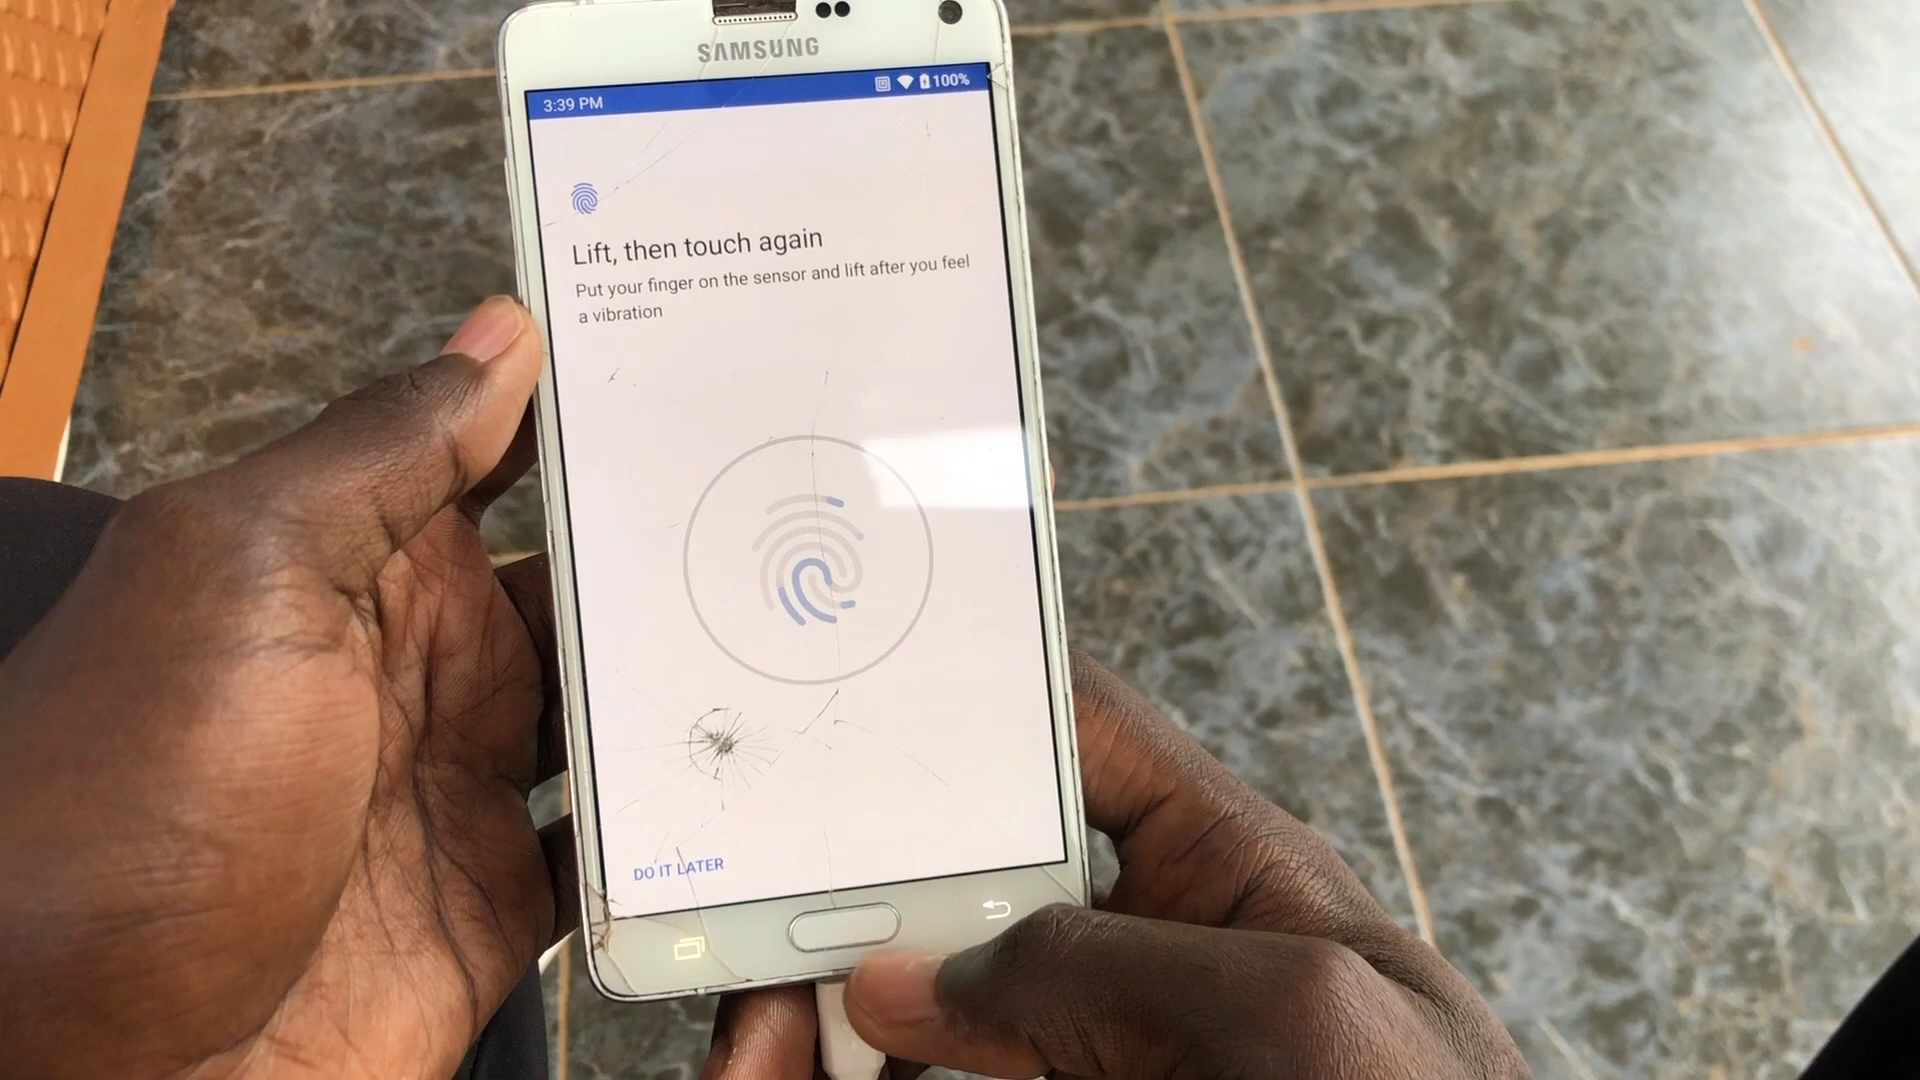 SAMSUNG
3:39 PM 100%
Lift, then touch again
Put your finger on the sensor and lift after you feel
a vibration
DO IT LATER